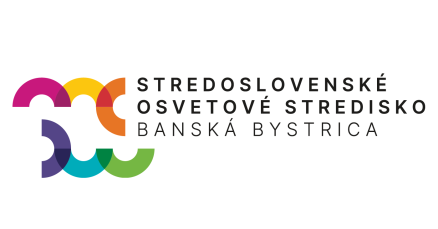 STREDOSLOVENSKÉ
OSVETOVÉ STREDISKO
BANSKÁ BYSTRICA